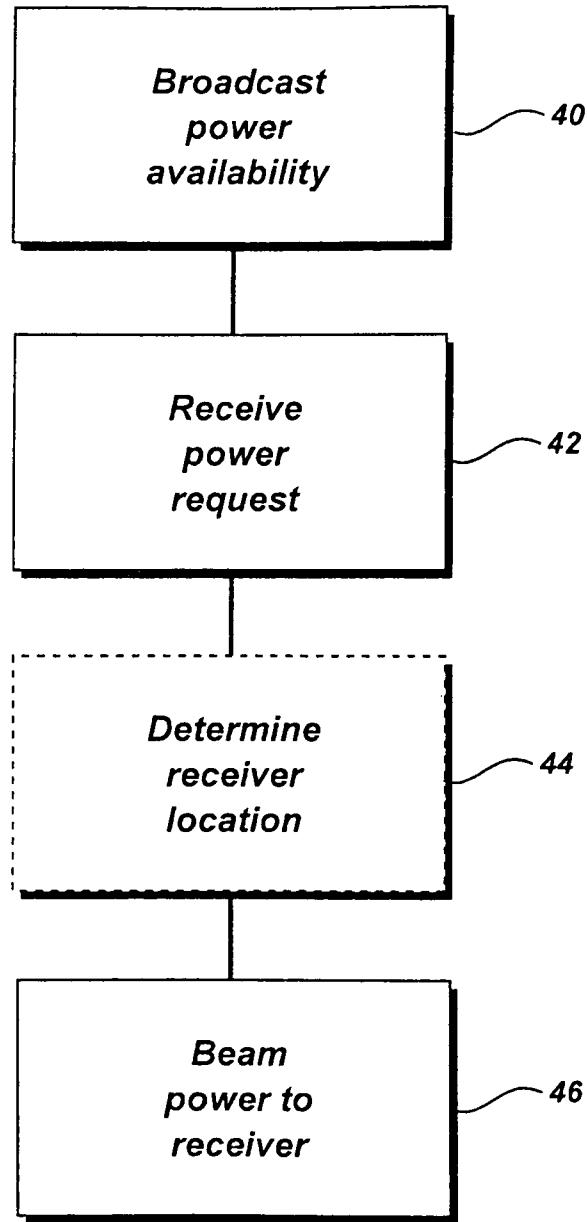 Broadcast
power
availability
40
Receive
power
request
42
Determine
receiver
location
44
Beam
power to
receiver
46